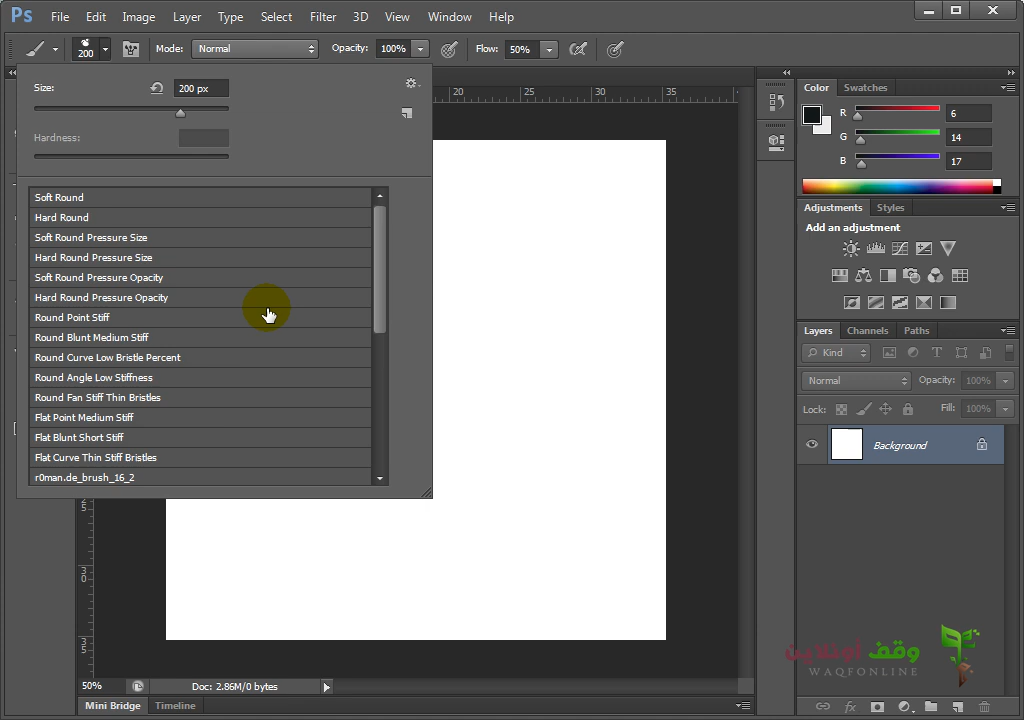 Ps File Edit Image Layer Type Select Filter 3D View Window Help
200 Mode: Normal Opacity: 100% Flow: 50%
Size: 200 px
Hardness:
Soft Round
Hard Round
Soft Round Pressure Size
Hard Round Pressure Size
Soft Round Pressure Opacity
Hard Round Pressure Opacity
Round Point Stiff
Round Blunt Medium Stiff
Round Curve Low Bristle Percent
Round Angle Low Stiffness
Round Fan Stiff Thin Bristles
Flat Point Medium Stiff
Flat Blunt Short Stiff
Flat Curve Thin Stiff Bristles
r0man.de_brush_16_2
20 25 30 35
25
30
35
Color Swatches
R 6
G 14
B 17
Adjustments Styles
Add an adjustment
Layers Channels Paths
Kind
Normal Opacity: 100%
Lock: Fill: 100%
Background
وقف أونلاين
WAQFONLINE
50% Doc: 2.86M/0 bytes
Mini Bridge Timeline